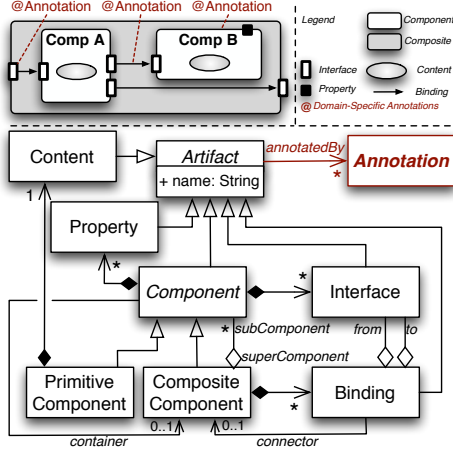 @Annotation @Annotation @Annotation
Comp A
Comp B
Legend
Component
Composite
Interface
Content
Property
Binding
@ Domain-Specific Annotations
Content
Artifact
+ name: String
annotatedBy
*
Annotation
1
Property
*
Component
*
Interface
* subComponent
from to
superComponent
Primitive
Component
Composite
Component
*
Binding
0..1 0..1
container
connector